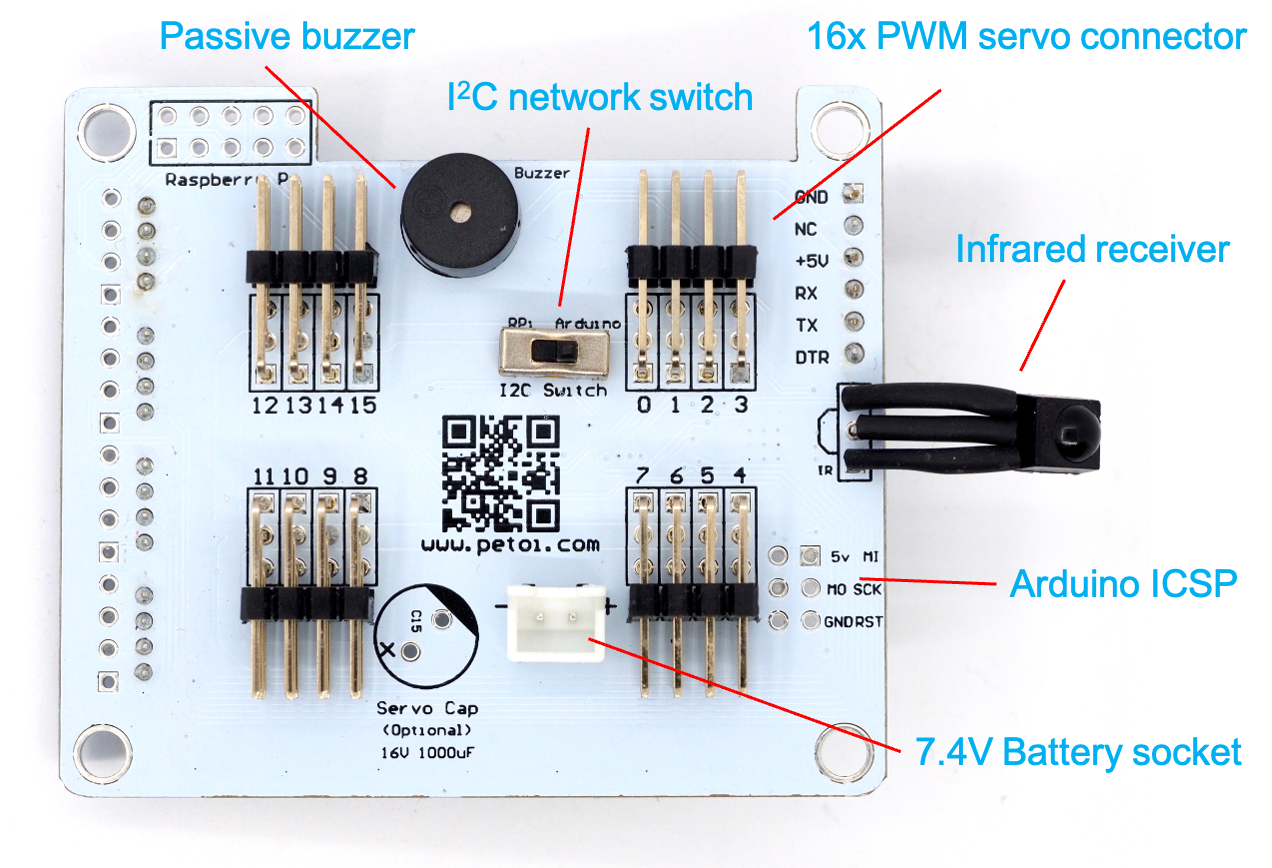 Passive buzzer
16x PWM servo connector
I²C network switch
Buzzer
Raspberry P
GND
NC
+5V
RX
TX
DTR
Infrared receiver
RPi Arduino
I2C Switch
12 13 14 15
0 1 2 3
IR
11 10 9 8
7 6 5 4
www.petoi.com
5v MI
MO SCK
GND RST
Arduino ICSP
C15
Servo Cap
(Optional)
16V 1000uF
7.4V Battery socket